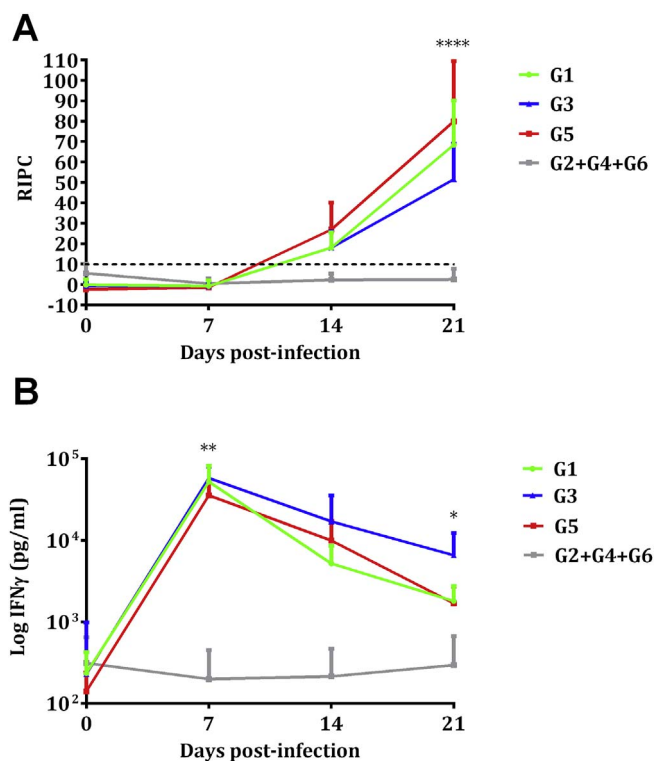 A
****
110
100
90
80
70
60
50
40
30
20
10
0
-10
RIPC
0 7 14 21
Days post-infection
G1
G3
G5
G2+G4+G6
B
**
*
10⁵
10⁴
10³
10²
Log IFNγ (pg/ml)
0 7 14 21
Days post-infection
G1
G3
G5
G2+G4+G6